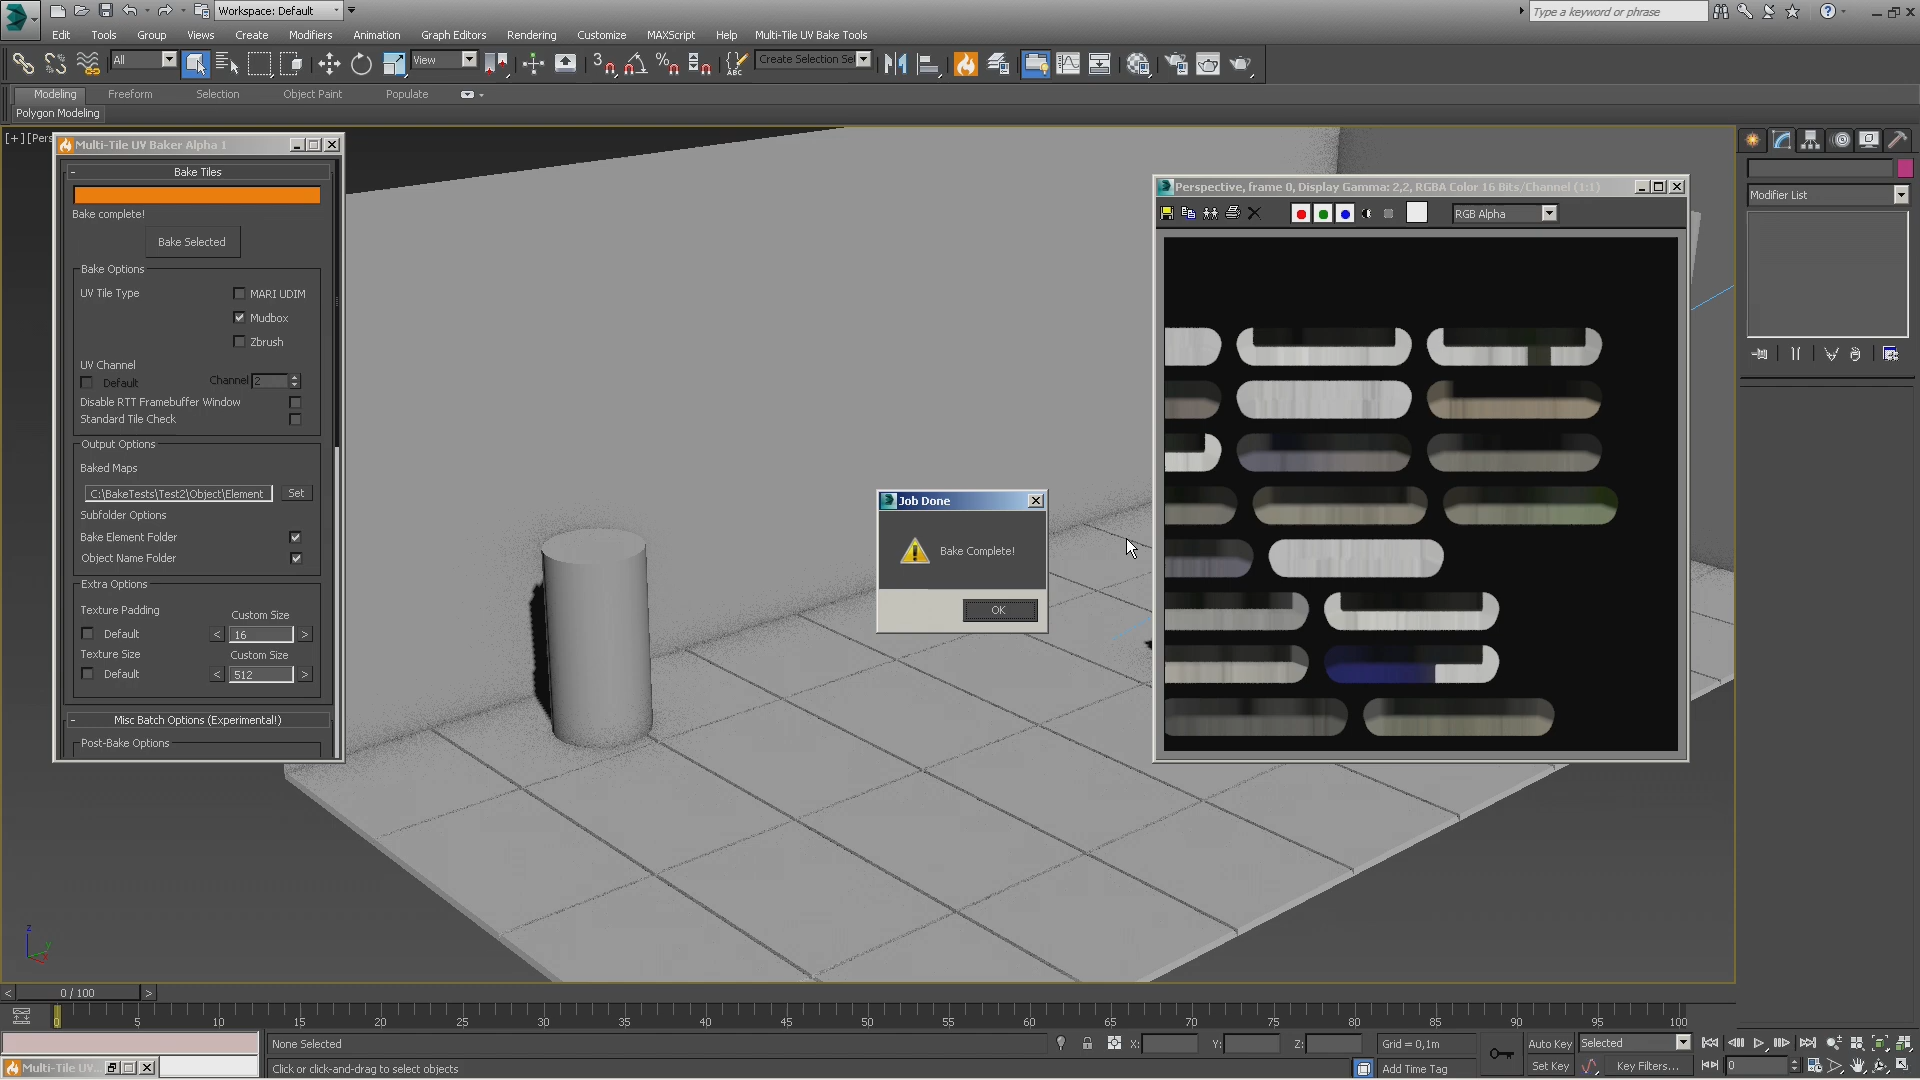 Workspace: Default
Type a keyword or phrase
Edit Tools Group Views Create Modifiers Animation Graph Editors Rendering Customize MAXScript Help Multi-Tile UV Bake Tools
All
View
3
ABC
Create Selection Se
Modeling Freeform Selection Object Paint Populate
Polygon Modeling
[+][Pers
Multi-Tile UV Baker Alpha 1
- Bake Tiles
Bake complete!
Bake Selected
Bake Options
UV Tile Type
MARI UDIM
Mudbox
Zbrush
UV Channel
Default
Channel 2
Disable RTT Framebuffer Window
Standard Tile Check
Output Options
Baked Maps
C:\BakeTests\Test2\Object\Element
Set
Subfolder Options
Bake Element Folder
Object Name Folder
Extra Options
Texture Padding
Custom Size
Default
< 16 >
Texture Size
Custom Size
Default
< 512 >
- Misc Batch Options (Experimental!)
Post-Bake Options
Job Done
Bake Complete!
OK
Perspective, frame 0, Display Gamma: 2,2, RGBA Color 16 Bits/Channel (1:1)
RGB Alpha
Modifier List
z
y
x
< 0 / 100 >
0 5 10 15 20 25 30 35 40 45 50 55 60 65 70 75 80 85 90 95 100
None Selected
X:
Y:
Z:
Grid = 0,1m
Auto Key
Selected
Multi-Tile UV...
Click or click-and-drag to select objects
Add Time Tag
Set Key
Key Filters...
0